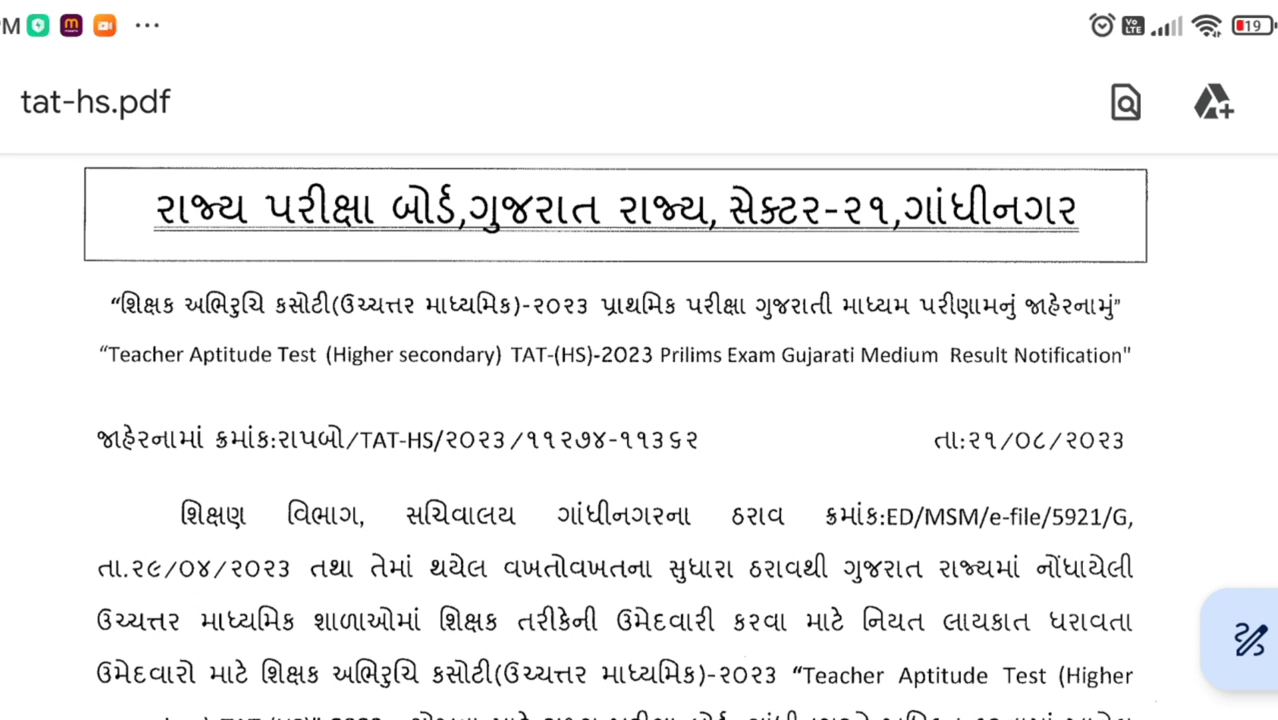 PM
VoLTE
19
tat-hs.pdf
રાજ્ય પરીક્ષા બોર્ડ,ગુજરાત રાજ્ય, સેક્ટર-૨૧,ગાંધીનગર
“શિક્ષક અભિરુચિ કસોટી(ઉચ્ચત્તર માધ્યમિક)-૨૦૨૩ પ્રાથમિક પરીક્ષા ગુજરાતી માધ્યમ પરીણામનું જાહેરનામું"
“Teacher Aptitude Test (Higher secondary) TAT-(HS)-2023 Prilims Exam Gujarati Medium Result Notification"
જાહેરનામાં ક્રમાંક:રાપબો/TAT-HS/૨૦૨૩/૧૧૨૭૪-૧૧૩૬૨ તા:૨૧/૦૮/૨૦૨૩
શિક્ષણ વિભાગ, સચિવાલય ગાંધીનગરના ઠરાવ ક્રમાંક:ED/MSM/e-file/5921/G,
તા.૨૯/૦૪/૨૦૨૩ તથા તેમાં થયેલ વખતોવખતના સુધારા ઠરાવથી ગુજરાત રાજ્યમાં નોંધાયેલી
ઉચ્ચત્તર માધ્યમિક શાળાઓમાં શિક્ષક તરીકેની ઉમેદવારી કરવા માટે નિયત લાયકાત ધરાવતા
ઉમેદવારો માટે શિક્ષક અભિરુચિ કસોટી(ઉચ્ચત્તર માધ્યમિક)-૨૦૨૩ “Teacher Aptitude Test (Higher